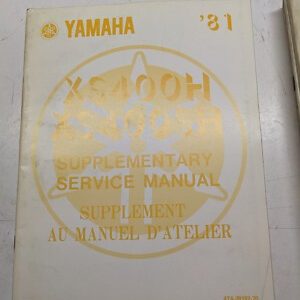 YAMAHA '81
XS400H
XS400SH
SUPPLEMENTARY
SERVICE MANUAL
SUPPLEMENT
AU MANUEL D'ATELIER